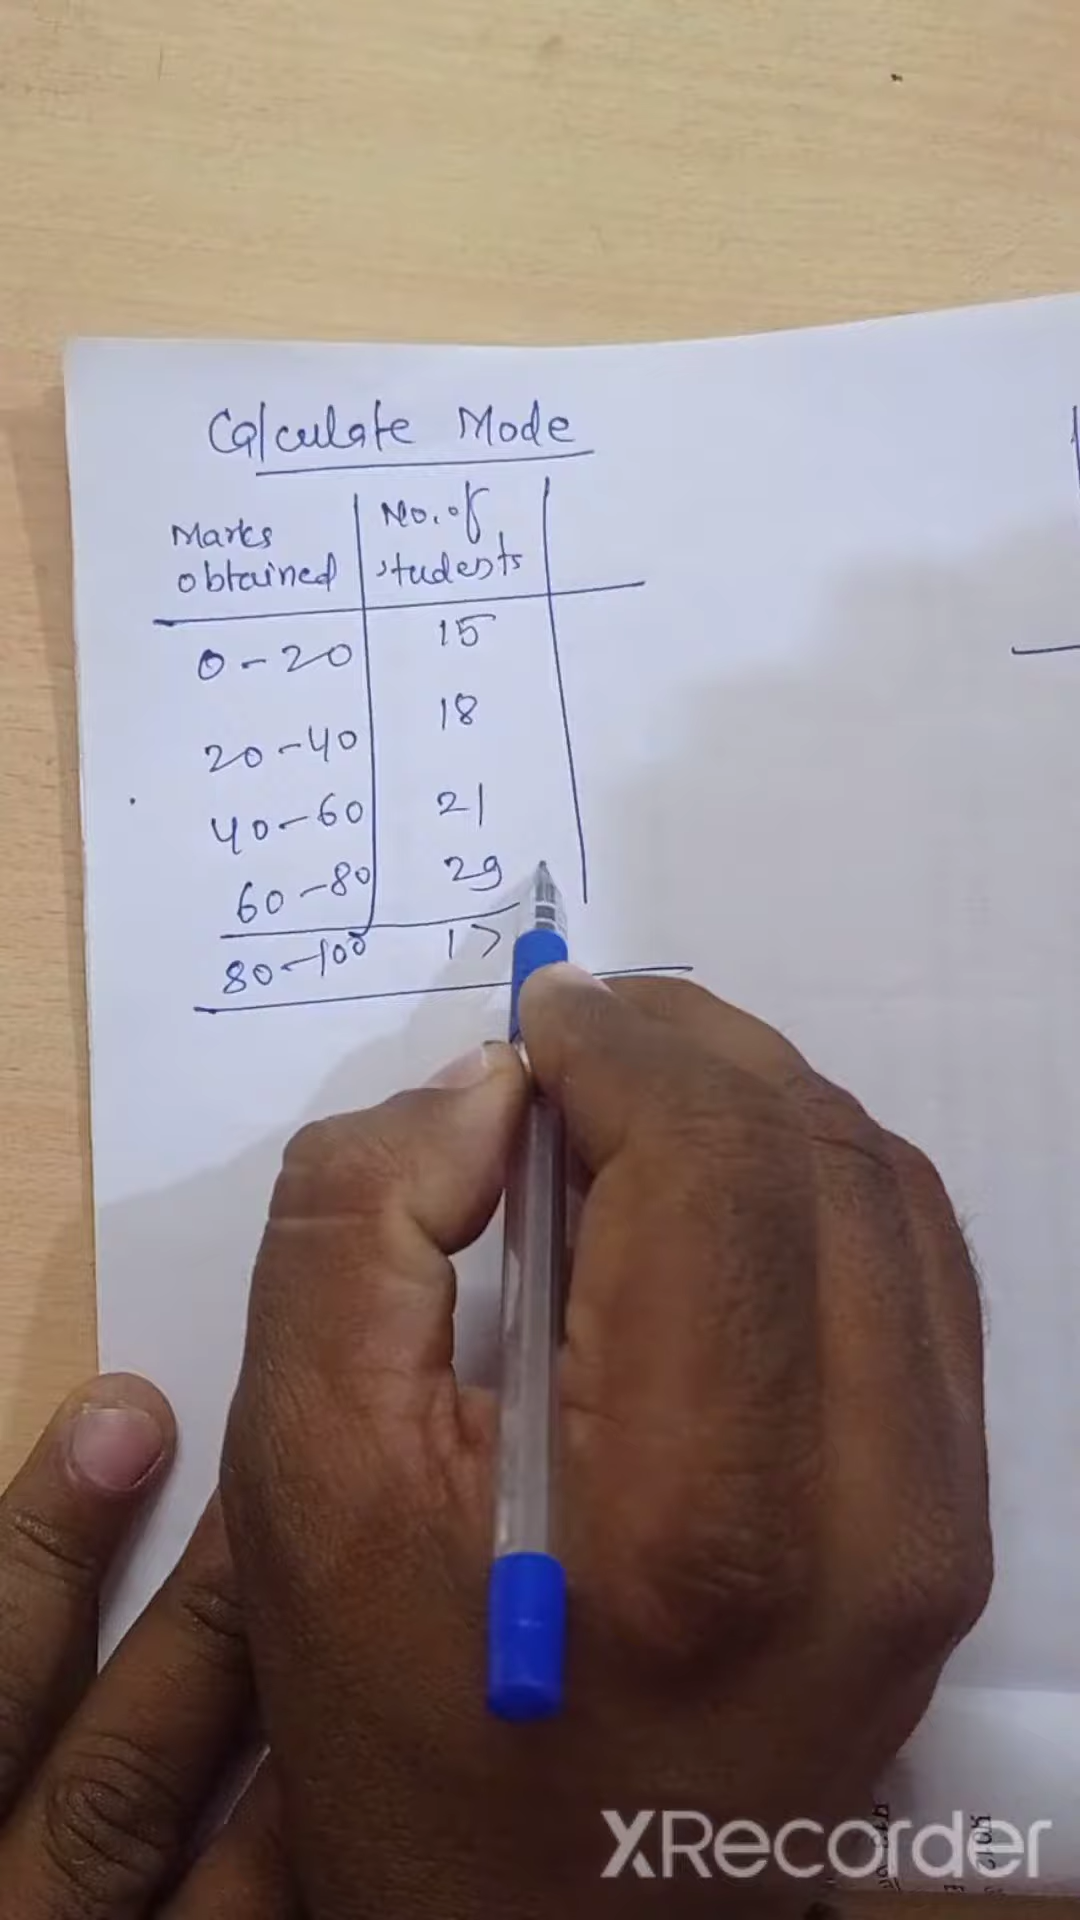 Calculate Mode
Marks obtained | No. of students
0-20 15
20-40 18
40-60 21
60-80 29
80-100 17
XRecorder